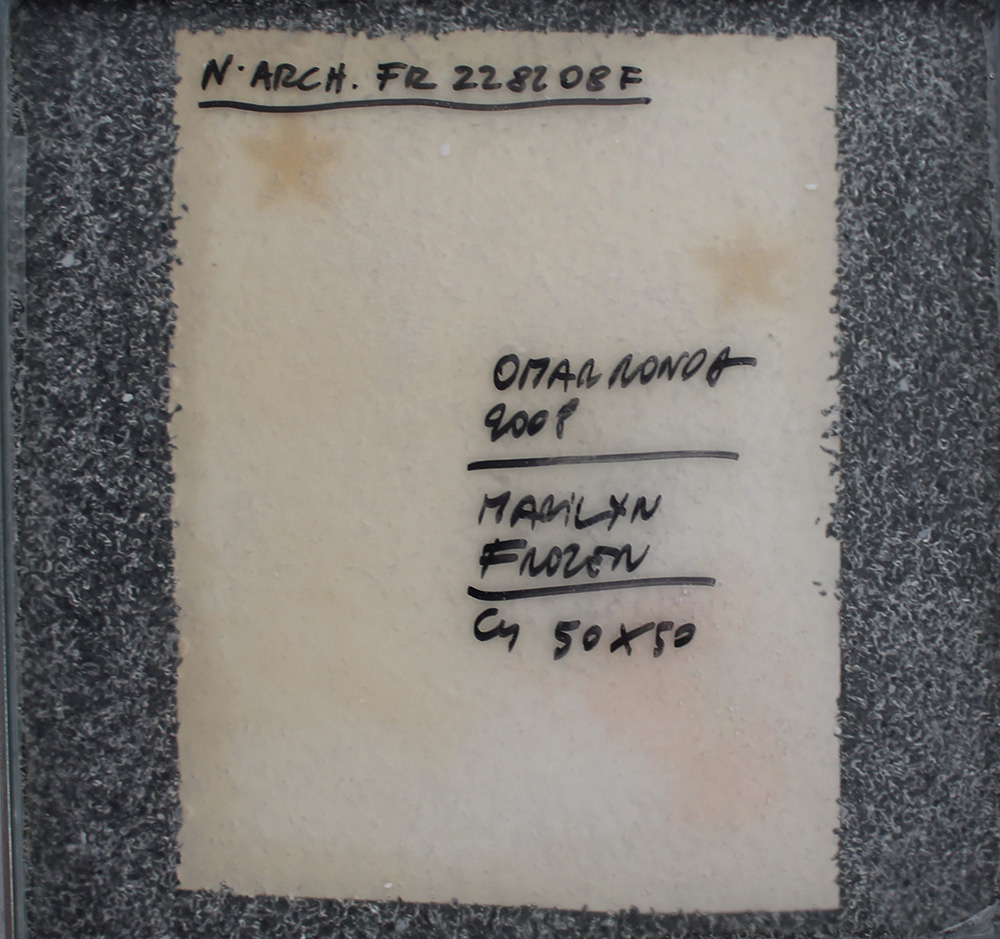 N. ARCH. FR 228208F
OMAR RONDA
2008
MARILYN
FROZEN
Cm 50X50